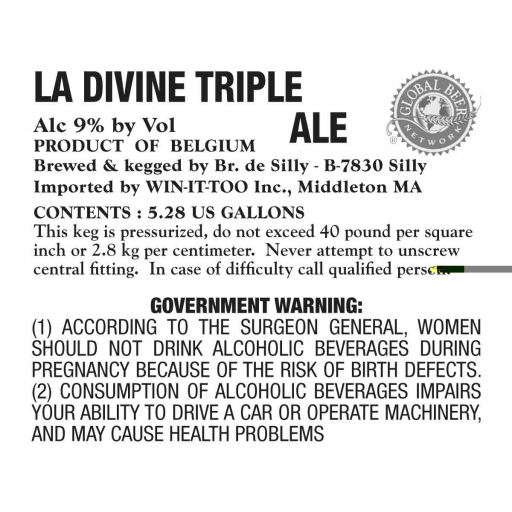 LA DIVINE TRIPLE
ALE
GLOBAL BEER
NETWORK
®
Alc 9% by Vol
PRODUCT OF BELGIUM
Brewed & kegged by Br. de Silly - B-7830 Silly
Imported by WIN-IT-TOO Inc., Middleton MA
CONTENTS : 5.28 US GALLONS
This keg is pressurized, do not exceed 40 pound per square
inch or 2.8 kg per centimeter. Never attempt to unscrew
central fitting. In case of difficulty call qualified
GOVERNMENT WARNING:
(1) ACCORDING TO THE SURGEON GENERAL, WOMEN
SHOULD NOT DRINK ALCOHOLIC BEVERAGES DURING
PREGNANCY BECAUSE OF THE RISK OF BIRTH DEFECTS.
(2) CONSUMPTION OF ALCOHOLIC BEVERAGES IMPAIRS
YOUR ABILITY TO DRIVE A CAR OR OPERATE MACHINERY,
AND MAY CAUSE HEALTH PROBLEMS